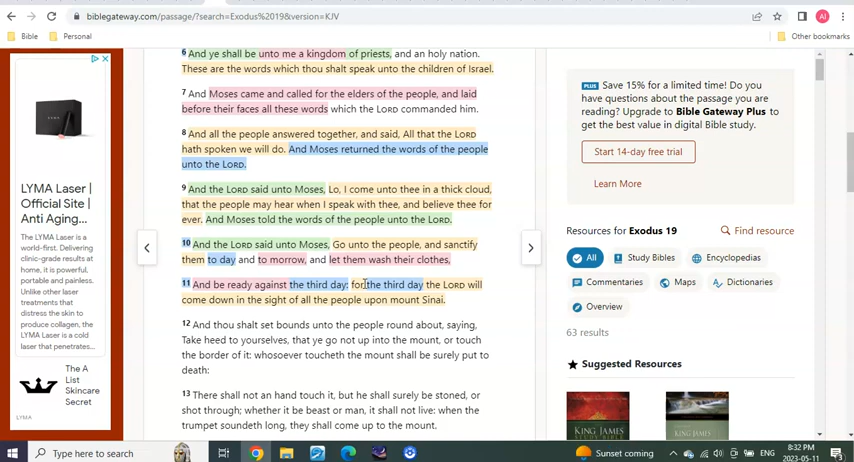 biblegateway.com/passage/?search=Exodus%2019&version=KJV
AI
Bible
Personal
Other bookmarks
LYMA Laser |
Official Site |
Anti Aging...
The LYMA Laser is a
world-first. Delivering
clinic-grade results at
home, it is powerful,
portable and painless.
Unlike other laser
treatments that
distress the skin to
produce collagen, the
LYMA Laser is a cold
laser that penetrates...
The A
List
Skincare
Secret
LYMA
6 And ye shall be unto me a kingdom of priests, and an holy nation.
These are the words which thou shalt speak unto the children of Israel.
7 And Moses came and called for the elders of the people, and laid
before their faces all these words which the LORD commanded him.
8 And all the people answered together, and said, All that the LORD
hath spoken we will do. And Moses returned the words of the people
unto the LORD.
9 And the LORD said unto Moses, Lo, I come unto thee in a thick cloud,
that the people may hear when I speak with thee, and believe thee for
ever. And Moses told the words of the people unto the LORD.
10 And the LORD said unto Moses, Go unto the people, and sanctify
them to day and to morrow, and let them wash their clothes,
11 And be ready against the third day: for the third day the LORD will
come down in the sight of all the people upon mount Sinai.
12 And thou shalt set bounds unto the people round about, saying,
Take heed to yourselves, that ye go not up into the mount, or touch
the border of it: whosoever toucheth the mount shall be surely put to
death:
13 There shall not an hand touch it, but he shall surely be stoned, or
shot through; whether it be beast or man, it shall not live: when the
trumpet soundeth long, they shall come up to the mount.
PLUS Save 15% for a limited time! Do you
have questions about the passage you are
reading? Upgrade to Bible Gateway Plus to
get the best value in digital Bible study.
Start 14-day free trial
Learn More
Resources for Exodus 19
Find resource
All
Study Bibles
Encyclopedias
Commentaries
Maps
Dictionaries
Overview
63 results
Suggested Resources
KING JAMES
KING JAMES
Type here to search
Sunset coming
ENG
8:32 PM
2023-05-11
3